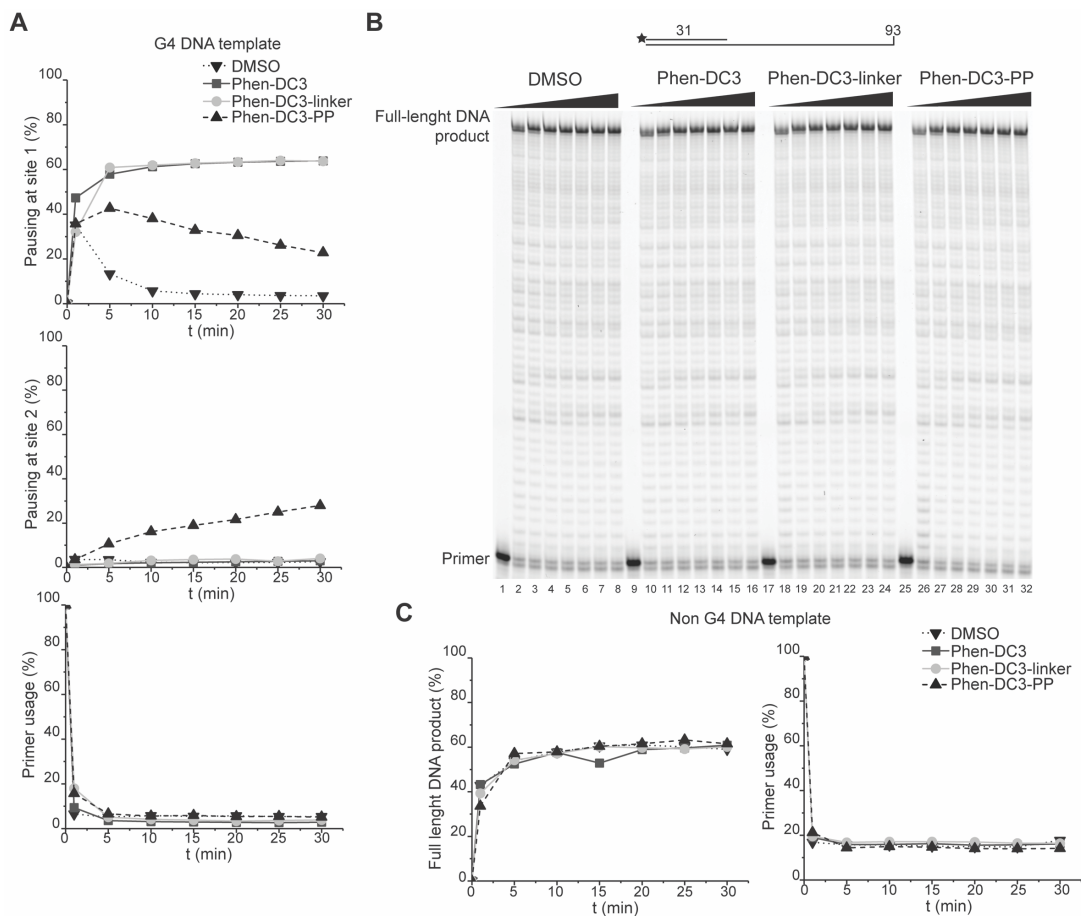 A
G4 DNA template
DMSO
Phen-DC3
Phen-DC3-linker
Phen-DC3-PP
Pausing at site 1 (%)
100
80
60
40
20
0
0 5 10 15 20 25 30
t (min)
Pausing at site 2 (%)
100
80
60
40
20
0
0 5 10 15 20 25 30
t (min)
Primer usage (%)
100
80
60
40
20
0
0 5 10 15 20 25 30
t (min)
B
31 93
DMSO Phen-DC3 Phen-DC3-linker Phen-DC3-PP
Full-lenght DNA
product
Primer
1 2 3 4 5 6 7 8 9 10 11 12 13 14 15 16 17 18 19 20 21 22 23 24 25 26 27 28 29 30 31 32
C
Non G4 DNA template
DMSO
Phen-DC3
Phen-DC3-linker
Phen-DC3-PP
Full lenght DNA product (%)
100
80
60
40
20
0
0 5 10 15 20 25 30
t (min)
Primer usage (%)
100
80
60
40
20
0
0 5 10 15 20 25 30
t (min)